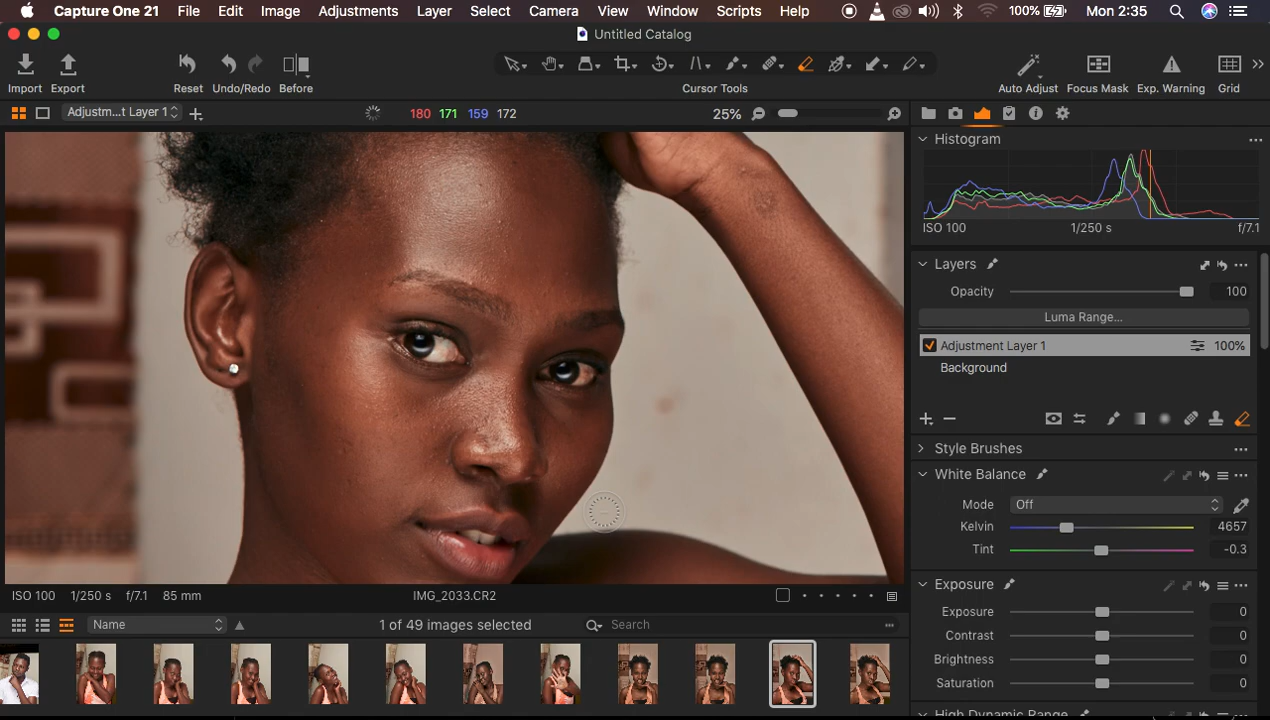 Capture One 21 File Edit Image Adjustments Layer Select Camera View Window Scripts Help 100% Mon 2:35
Untitled Catalog
Import Export Reset Undo/Redo Before Cursor Tools Auto Adjust Focus Mask Exp. Warning Grid
Adjustm...t Layer 1 180 171 159 172 25%
Histogram
ISO 100 1/250 s f/7.1
Layers
Opacity 100
Luma Range...
Adjustment Layer 1 100%
Background
Style Brushes
White Balance
Mode Off
Kelvin 4657
Tint -0.3
Exposure
Exposure 0
Contrast 0
Brightness 0
Saturation 0
High Dynamic Range
ISO 100 1/250 s f/7.1 85 mm IMG_2033.CR2
Name 1 of 49 images selected Search